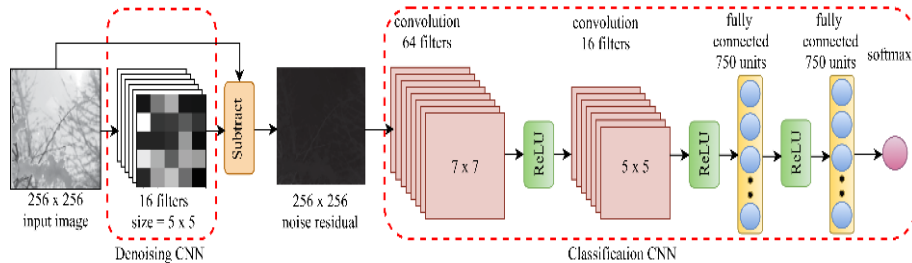 256 x 256
input image
16 filters
size = 5 x 5
Denoising CNN
Subtract
256 x 256
noise residual
convolution
64 filters
7 x 7
ReLU
convolution
16 filters
5 x 5
ReLU
fully
connected
750 units
ReLU
fully
connected
750 units
softmax
Classification CNN